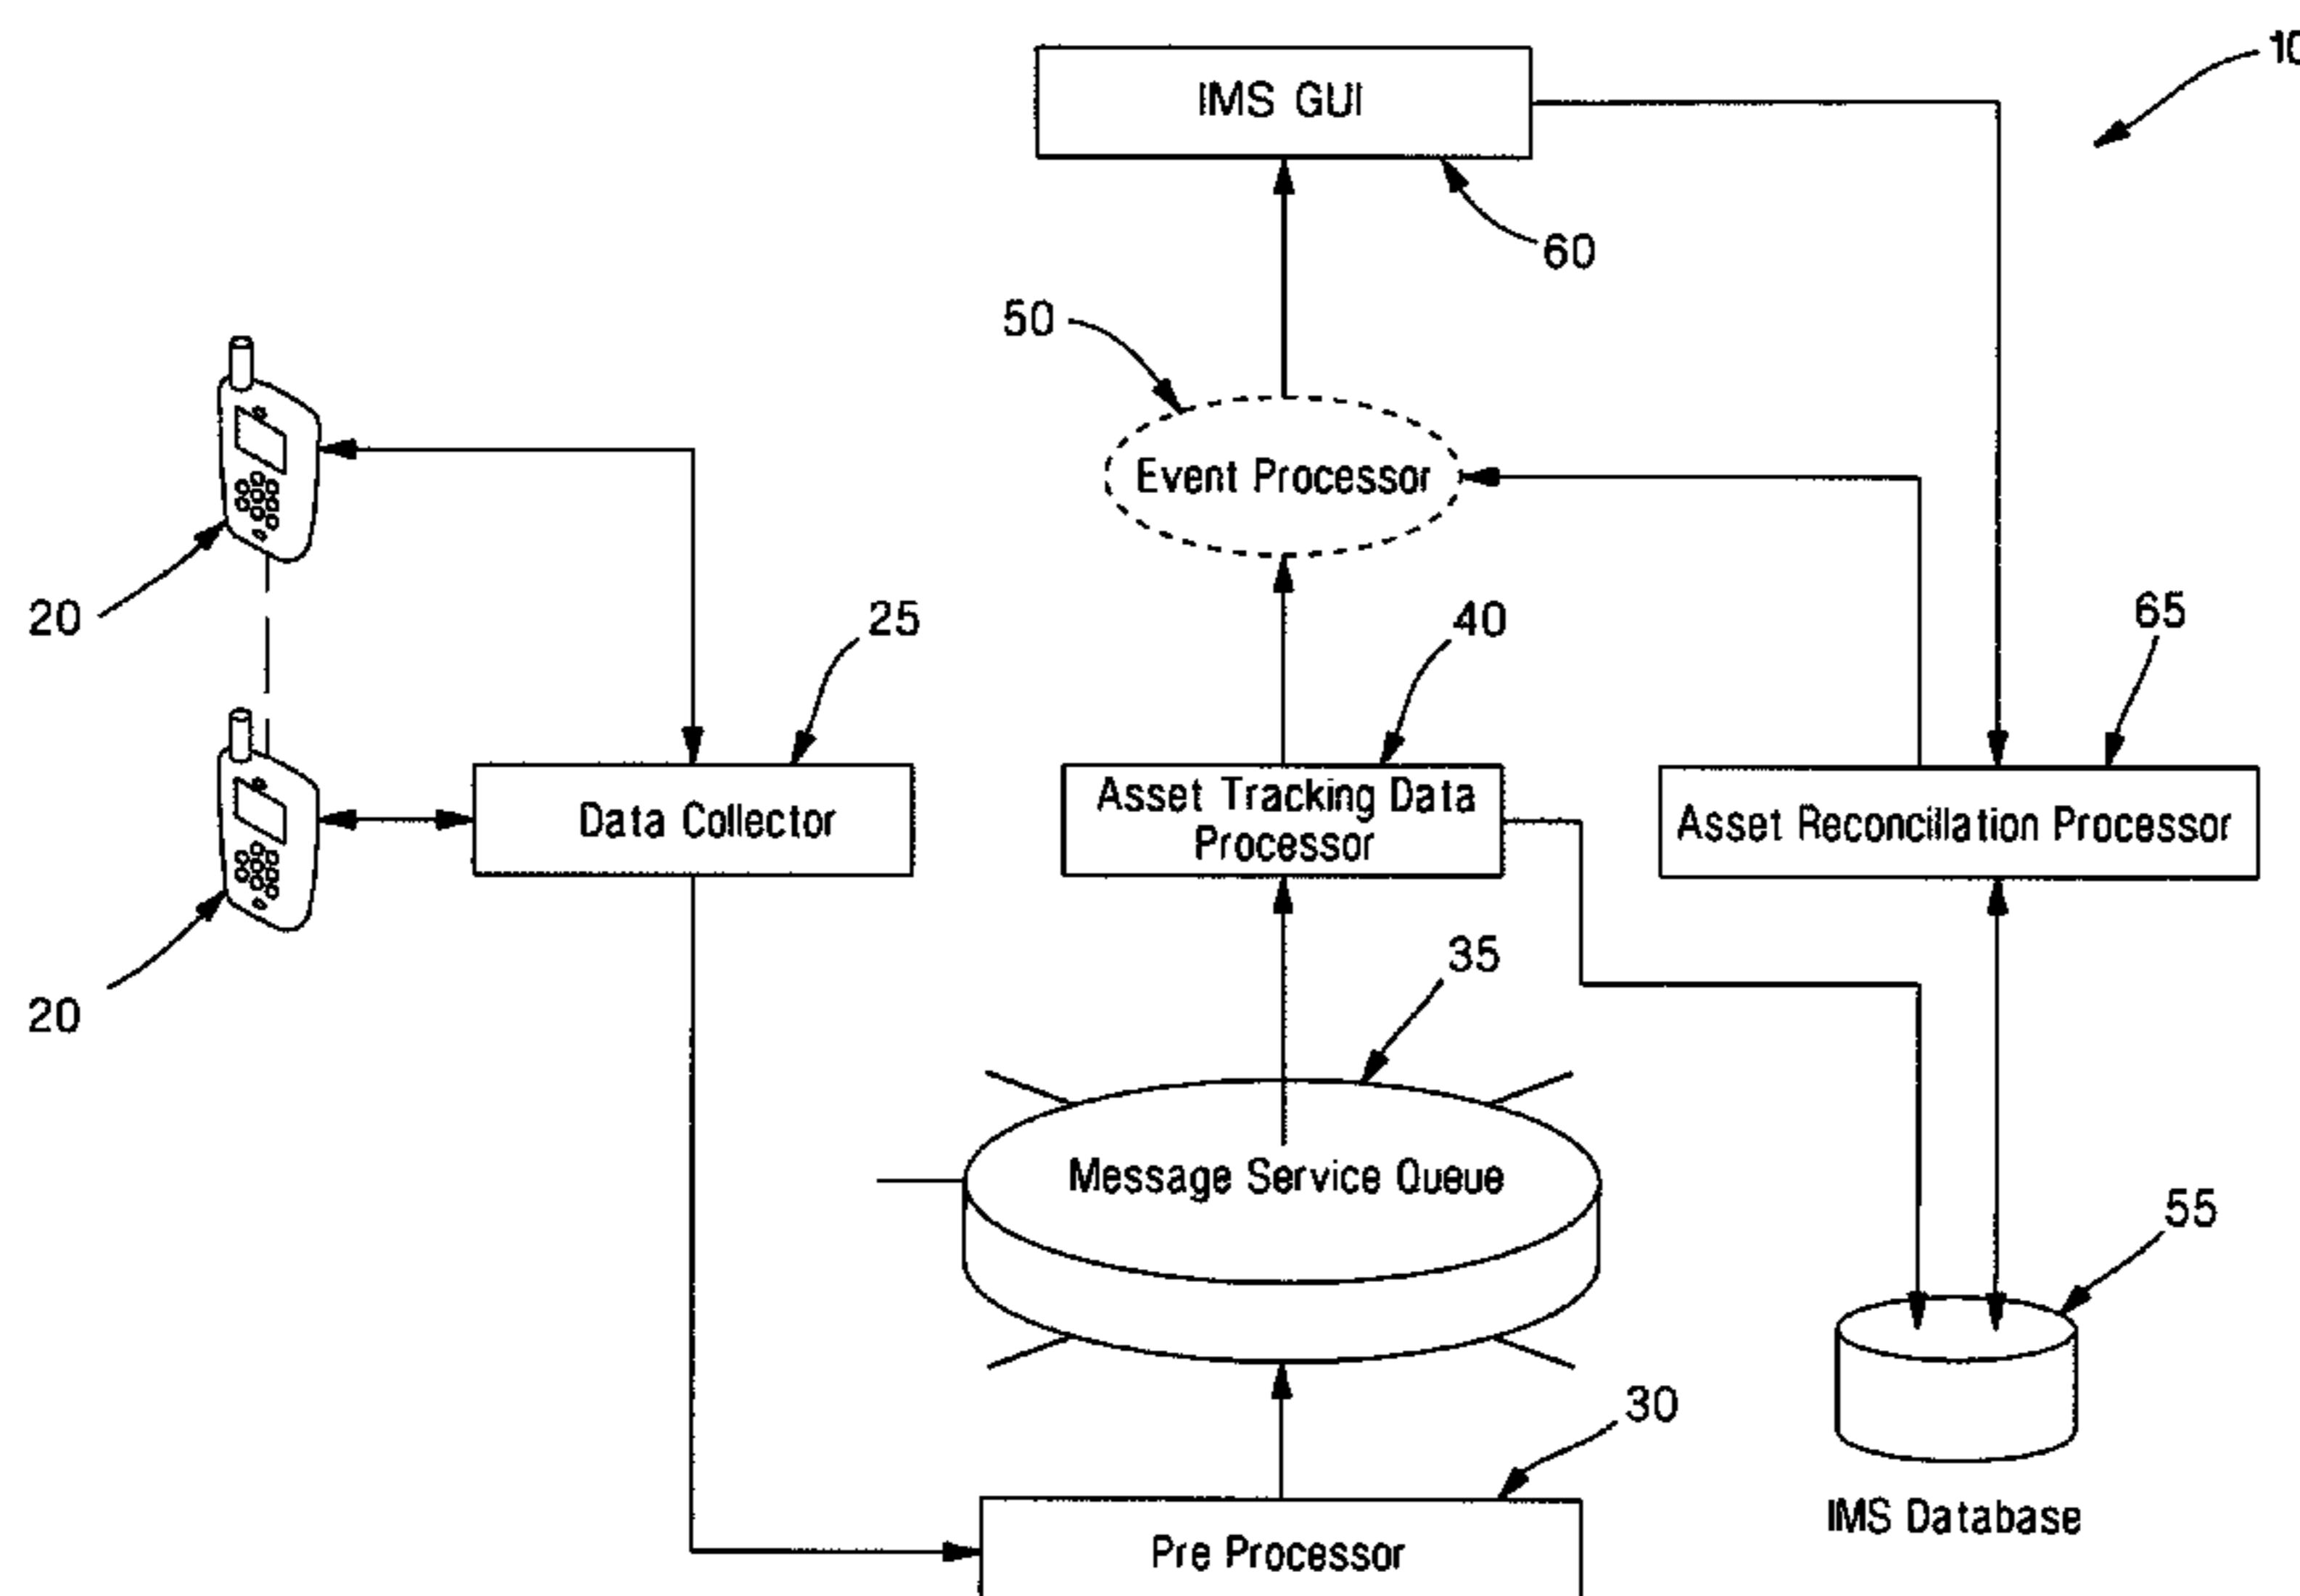 10
IMS GUI
60
50
Event Processor
20
25
40
65
Data Collector
Asset Tracking Data
Processor
Asset Reconcillation Processor
20
35
Message Service Queue
55
30
IMS Database
Pre Processor